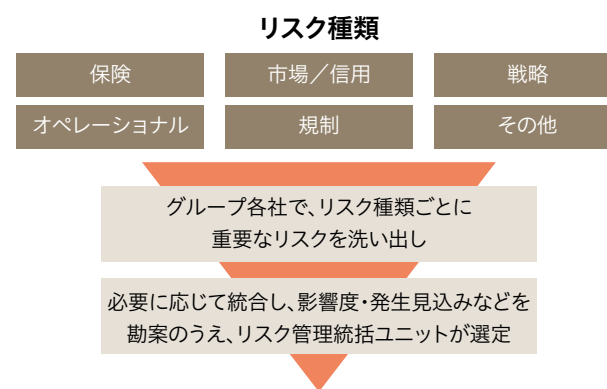 リスク種類
保険
市場／信用
戦略
オペレーショナル
規制
その他
グループ各社で、リスク種類ごとに
重要なリスクを洗い出し
必要に応じて統合し、影響度・発生見込みなどを
勘案のうえ、リスク管理統括ユニットが選定